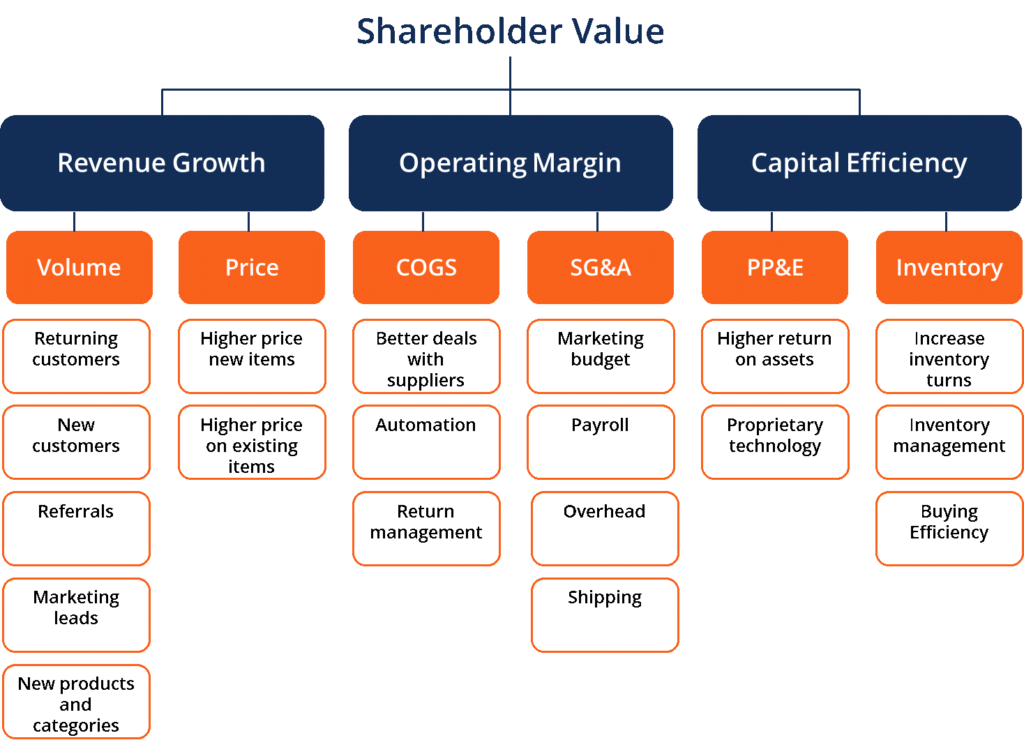 Shareholder Value
Revenue Growth
Operating Margin
Capital Efficiency
Volume
Price
COGS
SG&A
PP&E
Inventory
Returning
customers
New
customers
Referrals
Marketing
leads
New products
and
categories
Higher price
new items
Higher price
on existing
items
Better deals
with
suppliers
Automation
Return
management
Marketing
budget
Payroll
Overhead
Shipping
Higher return
on assets
Proprietary
technology
Increase
inventory
turns
Inventory
management
Buying
Efficiency